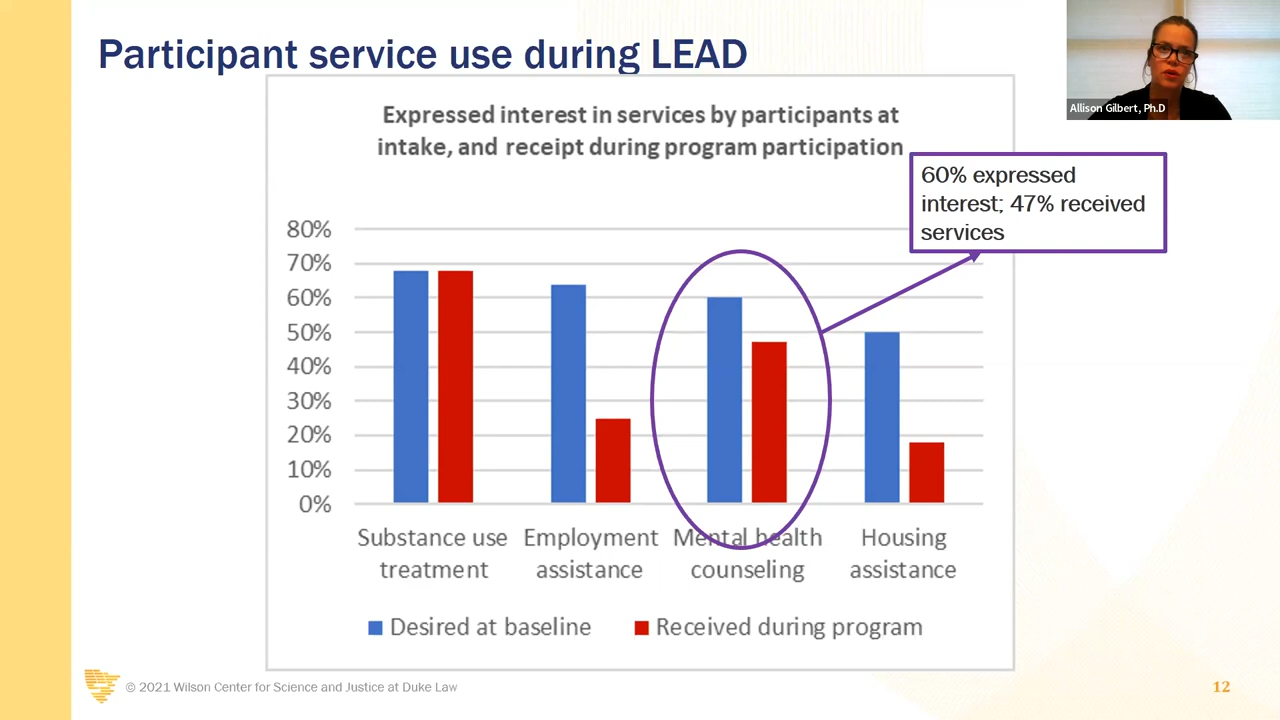 Participant service use during LEAD
Allison Gilbert, Ph.D
Expressed interest in services by participants at
intake, and receipt during program participation
60% expressed
interest; 47% received
services
80%
70%
60%
50%
40%
30%
20%
10%
0%
Substance use
treatment
Employment
assistance
Mental health
counseling
Housing
assistance
Desired at baseline
Received during program
© 2021 Wilson Center for Science and Justice at Duke Law
12